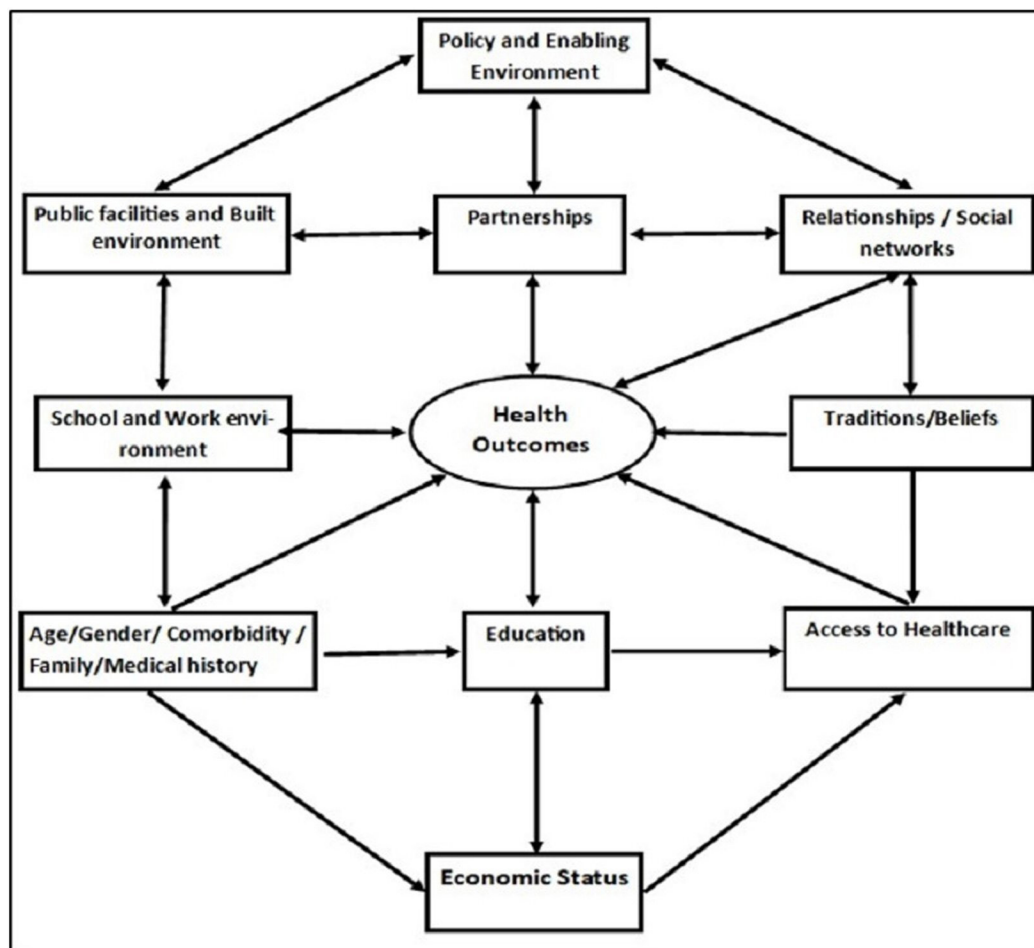 Policy and Enabling
Environment
Public facilities and Built
environment
Partnerships
Relationships / Social
networks
School and Work envi-
ronment
Health
Outcomes
Traditions/Beliefs
Age/Gender/ Comorbidity /
Family/Medical history
Education
Access to Healthcare
Economic Status